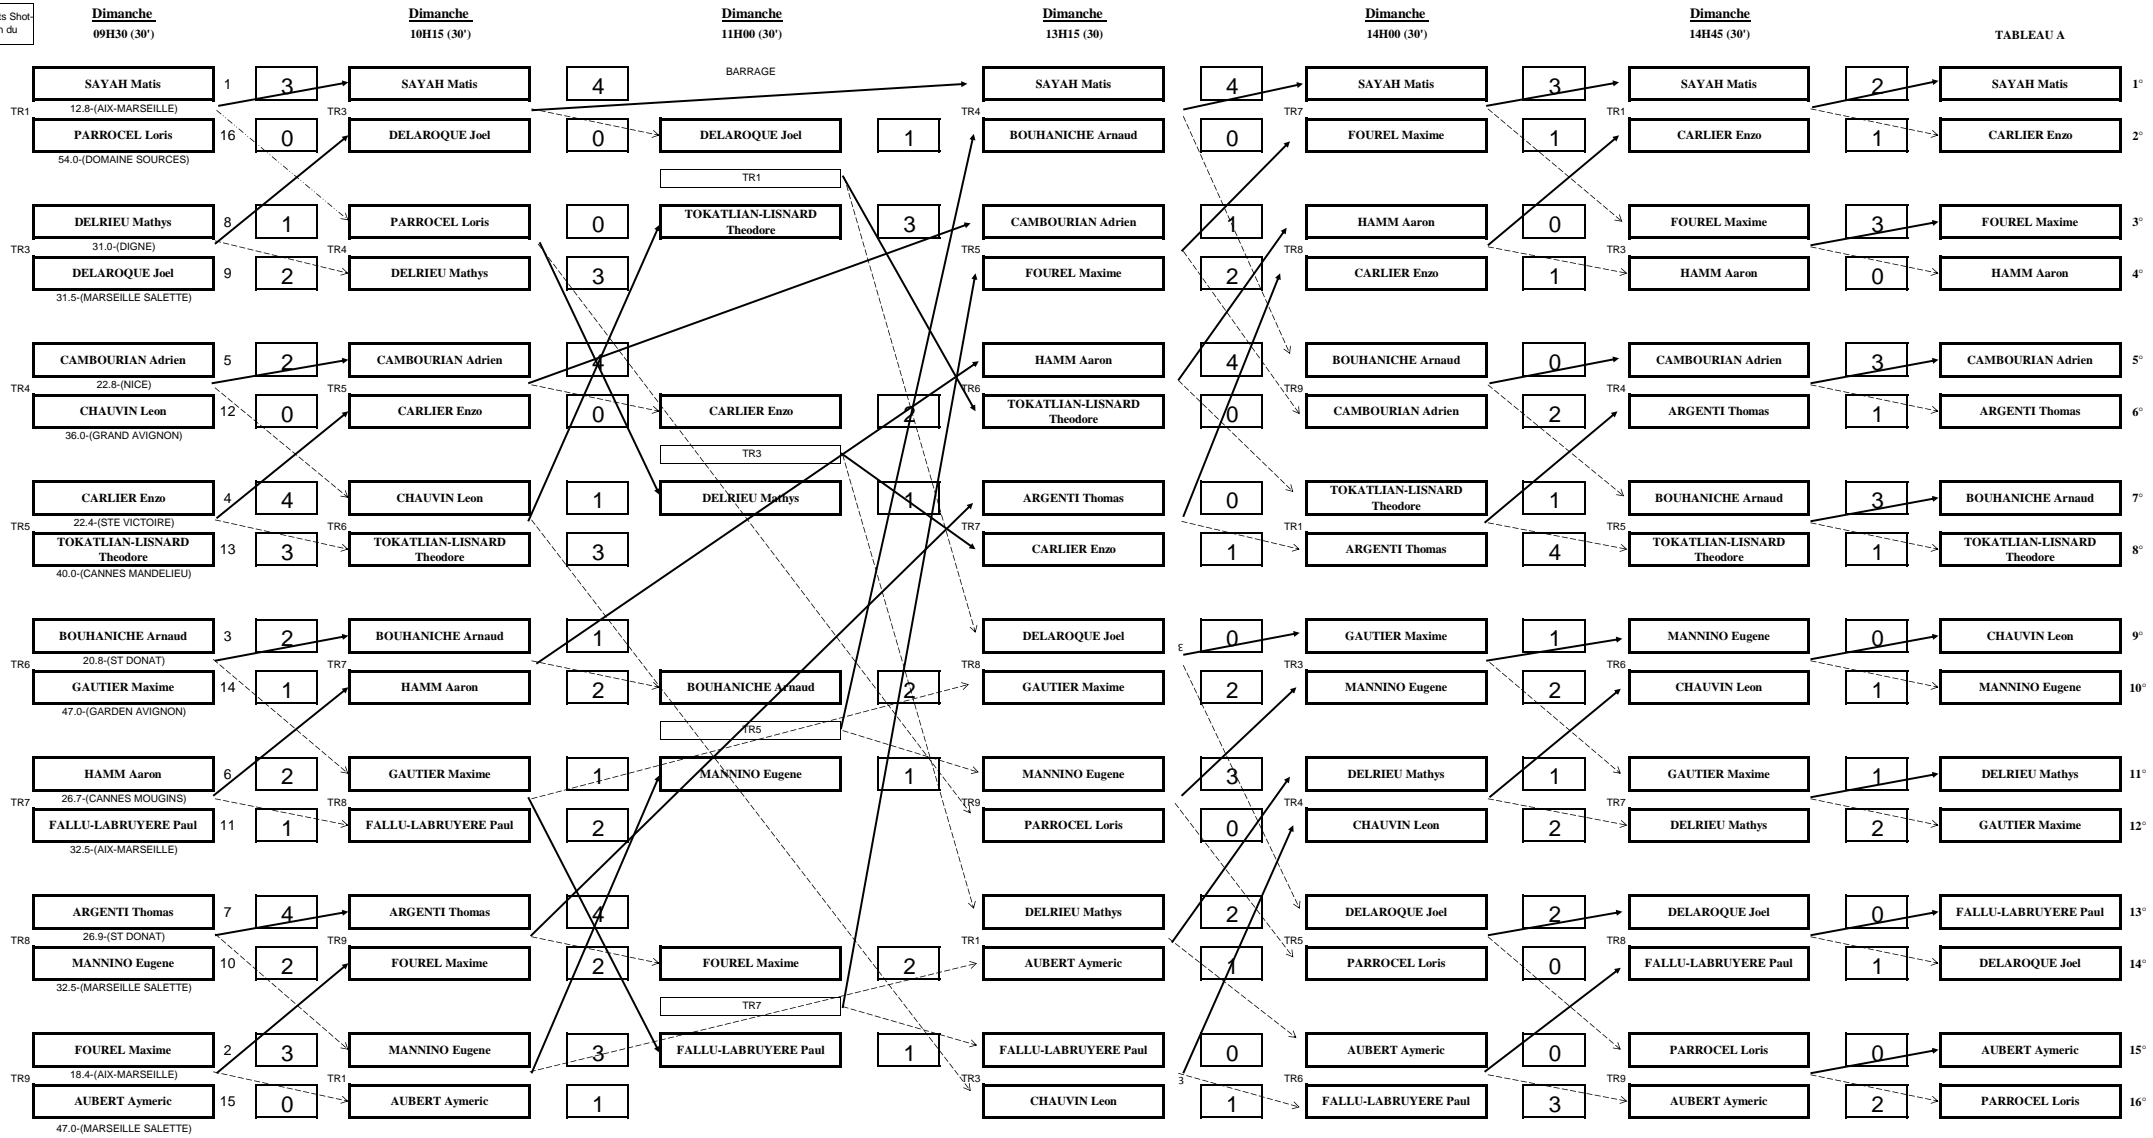 ts Shot-
n du
Dimanche
09H30 (30')
Dimanche
10H15 (30')
Dimanche
11H00 (30')
Dimanche
13H15 (30)
Dimanche
14H00 (30')
Dimanche
14H45 (30')
TABLEAU A
BARRAGE
SAYAH Matis 1 3 SAYAH Matis 4 SAYAH Matis 4 SAYAH Matis 3 SAYAH Matis 2 SAYAH Matis 1°
TR1 12.8-(AIX-MARSEILLE) TR3 TR4 TR7 TR1
PARROCEL Loris 16 0 DELAROQUE Joel 0 DELAROQUE Joel 1 BOUHANICHE Arnaud 0 FOUREL Maxime 1 CARLIER Enzo 1 CARLIER Enzo 2°
54.0-(DOMAINE SOURCES)
TR1
DELRIEU Mathys 8 1 PARROCEL Loris 0 TOKATLIAN-LISNARD Theodore 3 CAMBOURIAN Adrien 1 HAMM Aaron 0 FOUREL Maxime 3 FOUREL Maxime 3°
TR3 31.0-(DIGNE) TR4 TR5 TR8 TR3
DELAROQUE Joel 9 2 DELRIEU Mathys 3 FOUREL Maxime 2 CARLIER Enzo 1 HAMM Aaron 0 HAMM Aaron 4°
31.5-(MARSEILLE SALETTE)
CAMBOURIAN Adrien 5 2 CAMBOURIAN Adrien 4 HAMM Aaron 4 BOUHANICHE Arnaud 0 CAMBOURIAN Adrien 3 CAMBOURIAN Adrien 5°
TR4 22.8-(NICE) TR5 TR6 TR9 TR4
CHAUVIN Leon 12 0 CARLIER Enzo 0 CARLIER Enzo 2 TOKATLIAN-LISNARD Theodore 0 CAMBOURIAN Adrien 2 ARGENTI Thomas 1 ARGENTI Thomas 6°
36.0-(GRAND AVIGNON)
TR3
CARLIER Enzo 4 4 CHAUVIN Leon 1 DELRIEU Mathys 1 ARGENTI Thomas 0 TOKATLIAN-LISNARD Theodore 1 BOUHANICHE Arnaud 3 BOUHANICHE Arnaud 7°
TR5 22.4-(STE VICTOIRE) TR6 TR7 TR1 TR5
TOKATLIAN-LISNARD Theodore 13 3 TOKATLIAN-LISNARD Theodore 3 CARLIER Enzo 1 ARGENTI Thomas 4 TOKATLIAN-LISNARD Theodore 1 TOKATLIAN-LISNARD Theodore 8°
40.0-(CANNES MANDELIEU)
BOUHANICHE Arnaud 3 2 BOUHANICHE Arnaud 1 DELAROQUE Joel 0 GAUTIER Maxime 1 MANNINO Eugene 0 CHAUVIN Leon 9°
TR6 20.8-(ST DONAT) TR7 TR8 3 TR3 TR6
GAUTIER Maxime 14 1 HAMM Aaron 2 BOUHANICHE Arnaud 2 GAUTIER Maxime 2 MANNINO Eugene 2 CHAUVIN Leon 1 MANNINO Eugene 10°
47.0-(GARDEN AVIGNON)
TR5
HAMM Aaron 6 2 GAUTIER Maxime 1 MANNINO Eugene 1 MANNINO Eugene 3 DELRIEU Mathys 1 GAUTIER Maxime 1 DELRIEU Mathys 11°
TR7 26.7-(CANNES MOUGINS) TR8 TR9 TR4 TR7
FALLU-LABRUYERE Paul 11 1 FALLU-LABRUYERE Paul 2 PARROCEL Loris 0 CHAUVIN Leon 2 DELRIEU Mathys 2 GAUTIER Maxime 12°
32.5-(AIX-MARSEILLE)
ARGENTI Thomas 7 4 ARGENTI Thomas 4 DELRIEU Mathys 2 DELAROQUE Joel 2 DELAROQUE Joel 0 FALLU-LABRUYERE Paul 13°
TR8 26.9-(ST DONAT) TR9 TR1 TR5 TR8
MANNINO Eugene 10 2 FOUREL Maxime 2 FOUREL Maxime 2 AUBERT Aymeric 1 PARROCEL Loris 0 FALLU-LABRUYERE Paul 1 DELAROQUE Joel 14°
32.5-(MARSEILLE SALETTE)
TR7
FOUREL Maxime 2 3 MANNINO Eugene 3 FALLU-LABRUYERE Paul 1 FALLU-LABRUYERE Paul 0 AUBERT Aymeric 0 PARROCEL Loris 0 AUBERT Aymeric 15°
TR9 18.4-(AIX-MARSEILLE) TR1 TR3 3 TR6 TR9
AUBERT Aymeric 15 0 AUBERT Aymeric 1 CHAUVIN Leon 1 FALLU-LABRUYERE Paul 3 AUBERT Aymeric 2 PARROCEL Loris 16°
47.0-(MARSEILLE SALETTE)